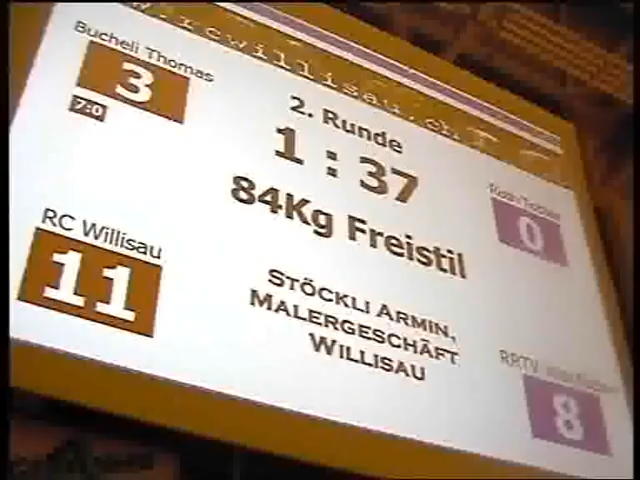 w.rcwillisau.ch
Bucheli Thomas
3
7:0
2. Runde
1 : 37
84Kg Freistil
0
RC Willisau
11
STÖCKLI ARMIN,
MALERGESCHÄFT
WILLISAU
RRTV
8